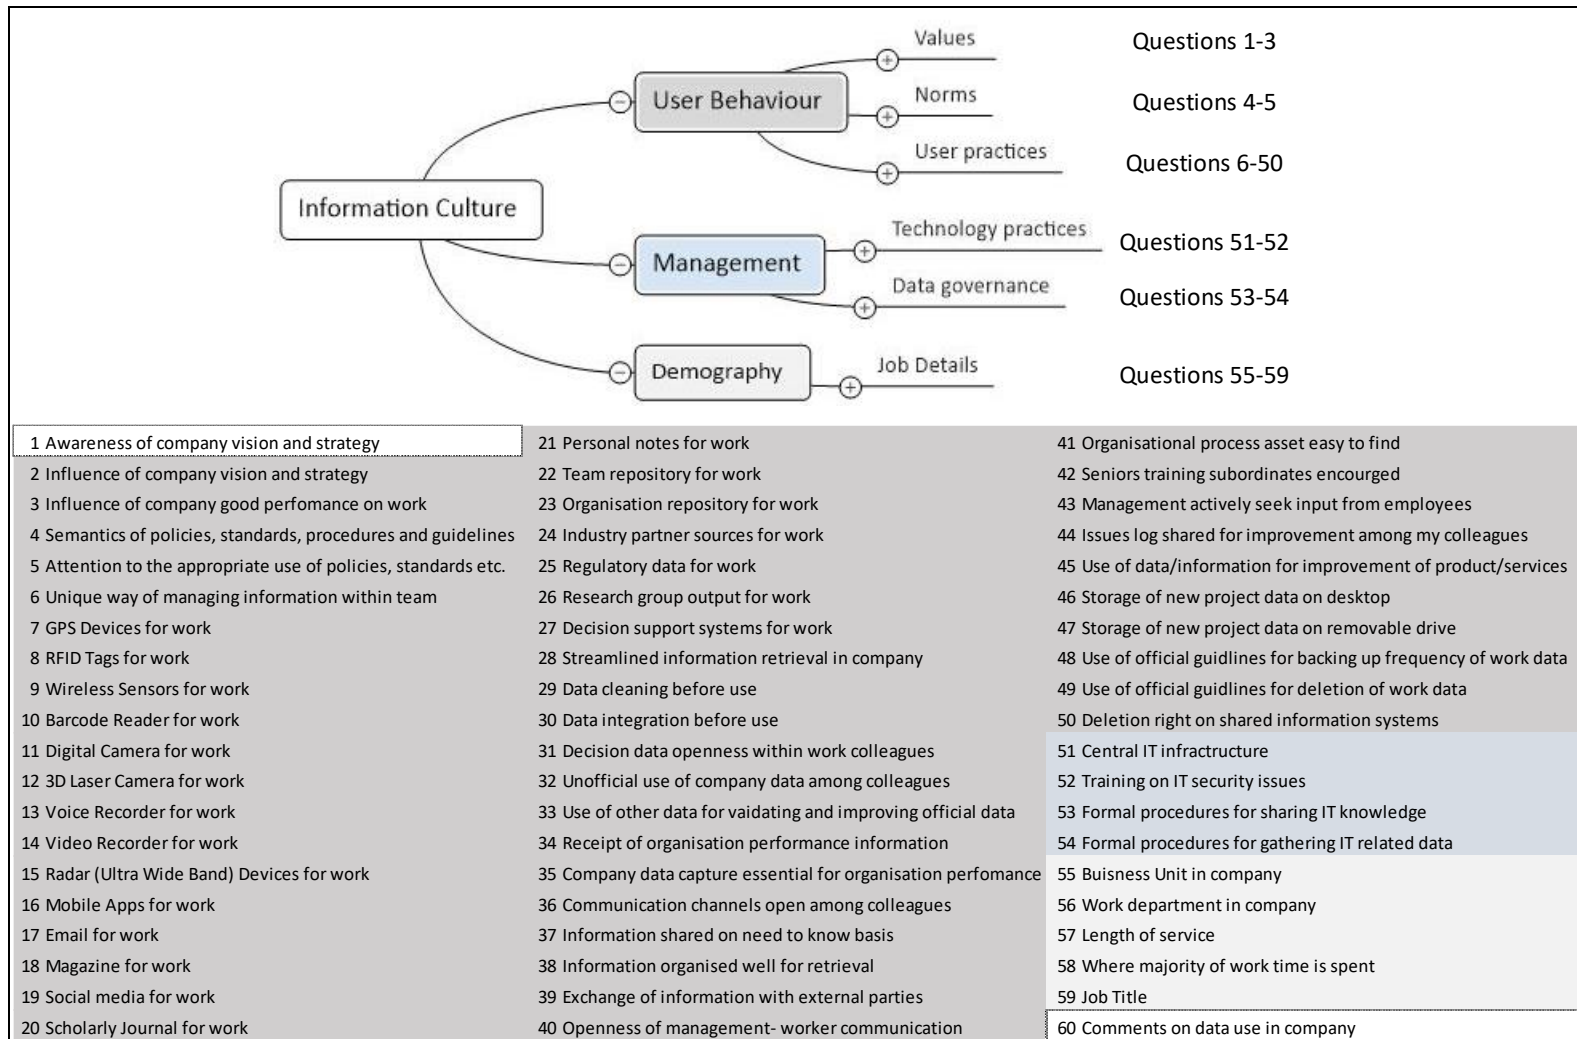 Values
Questions 1-3
User Behaviour
Norms
Questions 4-5
User practices
Questions 6-50
Information Culture
Technology practices
Questions 51-52
Management
Data governance
Questions 53-54
Demography
Job Details
Questions 55-59
1 Awareness of company vision and strategy
2 Influence of company vision and strategy
3 Influence of company good perfomance on work
4 Semantics of policies, standards, procedures and guidelines
5 Attention to the appropriate use of policies, standards etc.
6 Unique way of managing information within team
7 GPS Devices for work
8 RFID Tags for work
9 Wireless Sensors for work
10 Barcode Reader for work
11 Digital Camera for work
12 3D Laser Camera for work
13 Voice Recorder for work
14 Video Recorder for work
15 Radar (Ultra Wide Band) Devices for work
16 Mobile Apps for work
17 Email for work
18 Magazine for work
19 Social media for work
20 Scholarly Journal for work
21 Personal notes for work
22 Team repository for work
23 Organisation repository for work
24 Industry partner sources for work
25 Regulatory data for work
26 Research group output for work
27 Decision support systems for work
28 Streamlined information retrieval in company
29 Data cleaning before use
30 Data integration before use
31 Decision data openness within work colleagues
32 Unofficial use of company data among colleagues
33 Use of other data for vaidating and improving official data
34 Receipt of organisation performance information
35 Company data capture essential for organisation perfomance
36 Communication channels open among colleagues
37 Information shared on need to know basis
38 Information organised well for retrieval
39 Exchange of information with external parties
40 Openness of management- worker communication
41 Organisational process asset easy to find
42 Seniors training subordinates encourged
43 Management actively seek input from employees
44 Issues log shared for improvement among my colleagues
45 Use of data/information for improvement of product/services
46 Storage of new project data on desktop
47 Storage of new project data on removable drive
48 Use of official guidlines for backing up frequency of work data
49 Use of official guidlines for deletion of work data
50 Deletion right on shared information systems
51 Central IT infractructure
52 Training on IT security issues
53 Formal procedures for sharing IT knowledge
54 Formal procedures for gathering IT related data
55 Buisness Unit in company
56 Work department in company
57 Length of service
58 Where majority of work time is spent
59 Job Title
60 Comments on data use in company